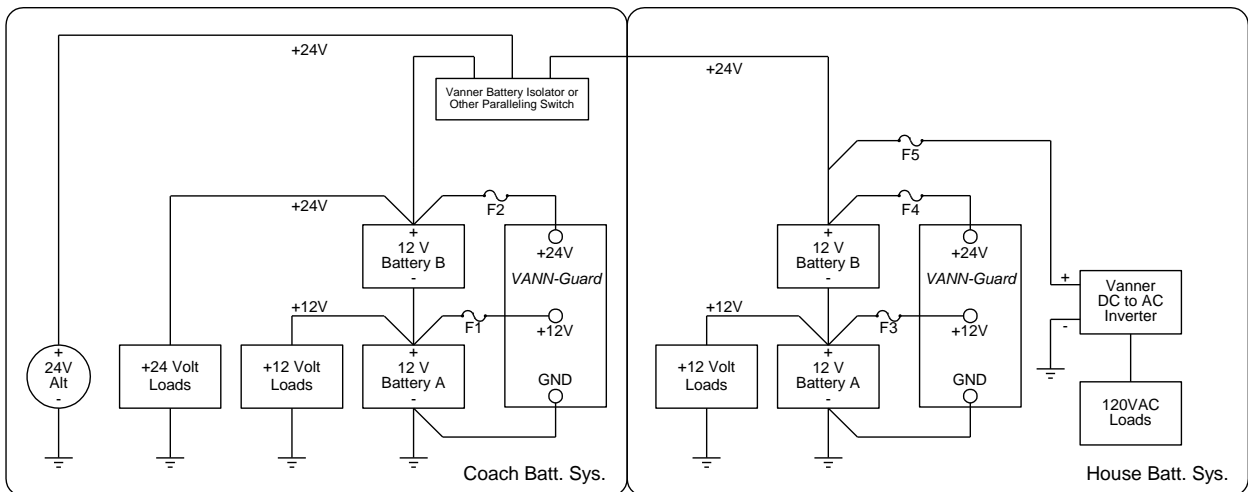 +24V
Vanner Battery Isolator or
Other Paralleling Switch
+24V
+24V
F2
+
12 V
Battery B
-
+24V
VANN-Guard
+12V
F1
+12V
+
24V
Alt
-
+24 Volt
Loads
+12 Volt
Loads
+
12 V
Battery A
-
GND
Coach Batt. Sys.
F5
F4
+
12 V
Battery B
-
+24V
VANN-Guard
+12V
F3
+12V
+12 Volt
Loads
+
12 V
Battery A
-
GND
+
-
Vanner
DC to AC
Inverter
120VAC
Loads
House Batt. Sys.